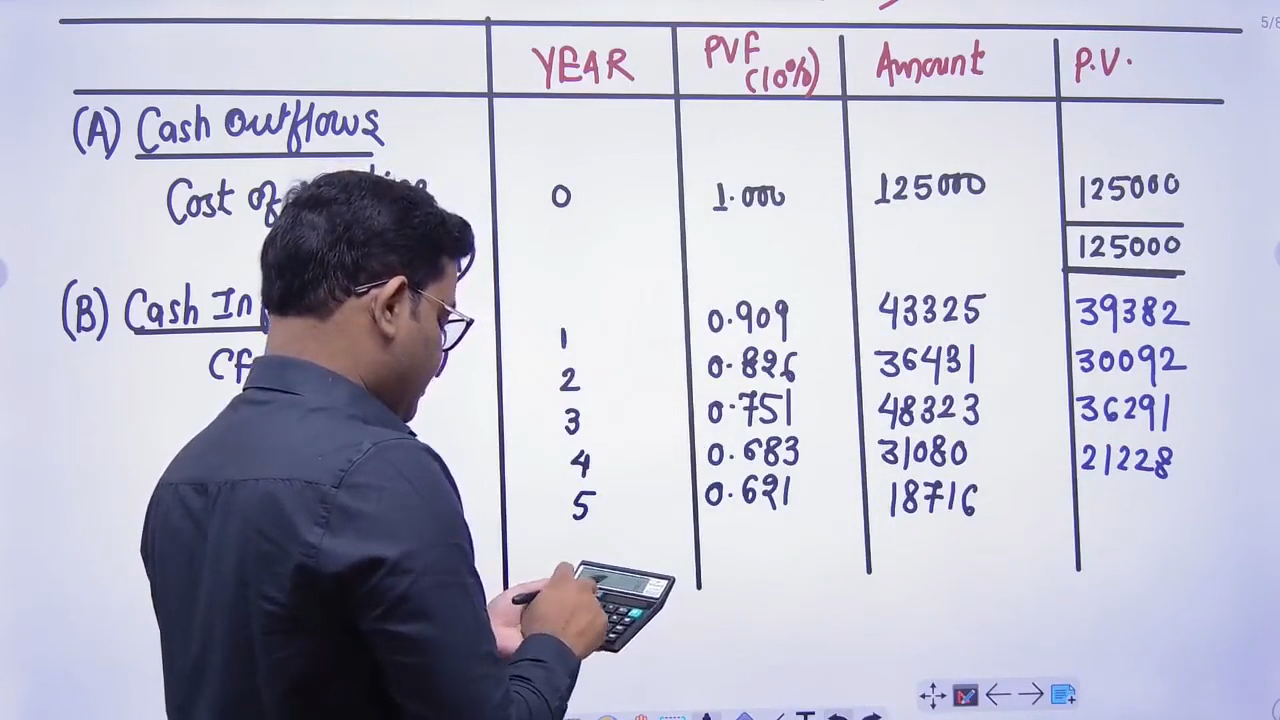 5/8
YEAR PVF (10%) Amount P.V.
(A) Cash Outflows
Cost of 0 1.000 125000 125000
125000
(B) Cash In
1 0.909 43325 39382
CF 2 0.826 36431 30092
3 0.751 48323 36291
4 0.683 31080 21228
5 0.621 18716